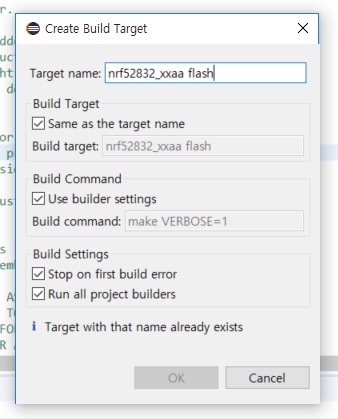 Create Build Target
Target name: nrf52832_xxaa flash
Build Target
Same as the target name
Build target: nrf52832_xxaa flash
Build Command
Use builder settings
Build command: make VERBOSE=1
Build Settings
Stop on first build error
Run all project builders
Target with that name already exists
OK Cancel